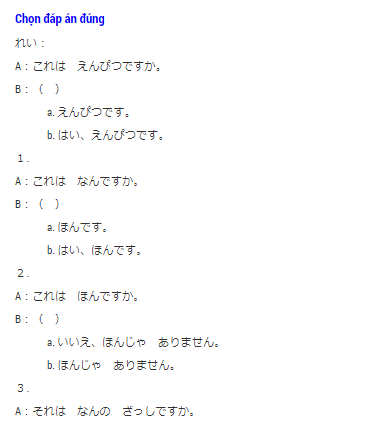 Chọn đáp án đúng
れい：
A：これは　えんぴつですか。
B：（　）
a. えんぴつです。
b. はい、えんぴつです。
１．
A：これは　なんですか。
B：（　）
a. ほんです。
b. はい、ほんです。
２．
A：これは　ほんですか。
B：（　）
a. いいえ、ほんじゃ　ありません。
b. ほんじゃ　ありません。
３．
A：それは　なんの　ざっしですか。